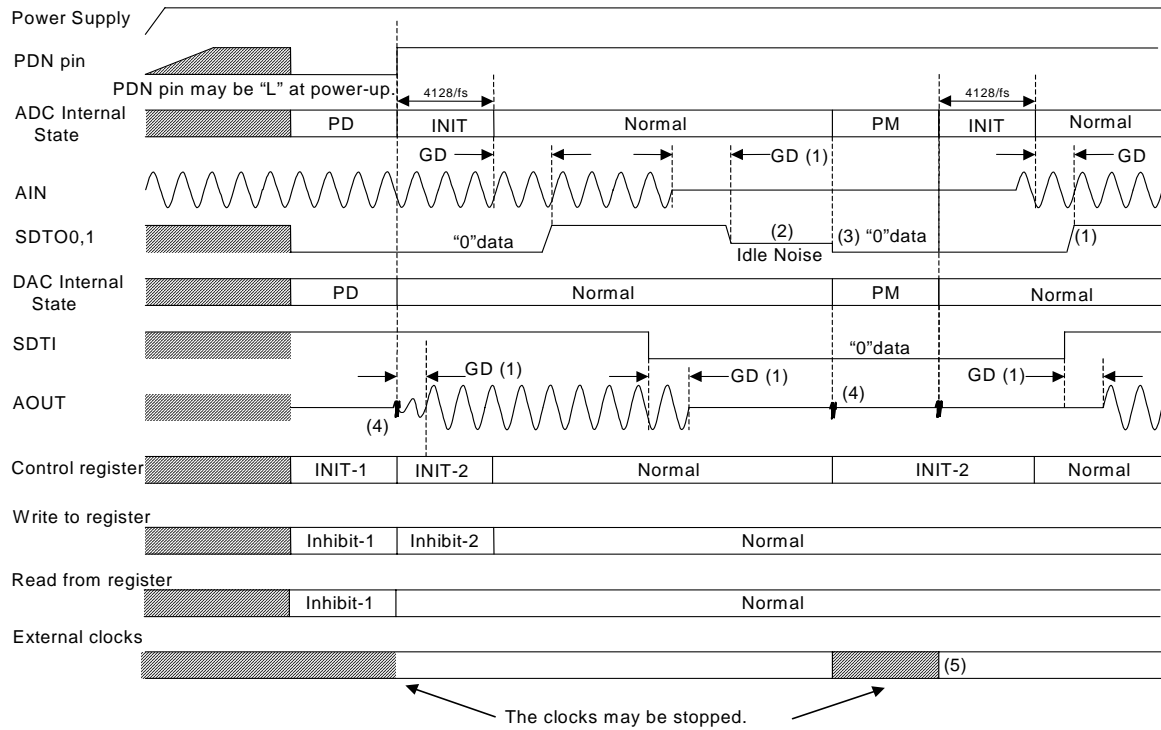 Power Supply
PDN pin
PDN pin may be “L” at power-up.
4128/fs
4128/fs
ADC Internal
State
PD
INIT
Normal
PM
INIT
Normal
GD
GD (1)
GD
AIN
SDTO0,1
“0”data
(2)
Idle Noise
(3) “0”data
(1)
DAC Internal
State
PD
Normal
PM
Normal
SDTI
“0”data
GD (1)
GD (1)
GD (1)
AOUT
(4)
(4)
Control register
INIT-1
INIT-2
Normal
INIT-2
Normal
Write to register
Inhibit-1
Inhibit-2
Normal
Read from register
Inhibit-1
Normal
External clocks
(5)
The clocks may be stopped.